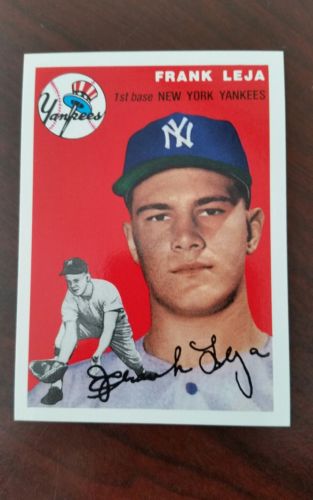 FRANK LEJA
1st base NEW YORK YANKEES
Yankees
NY
Frank Leja